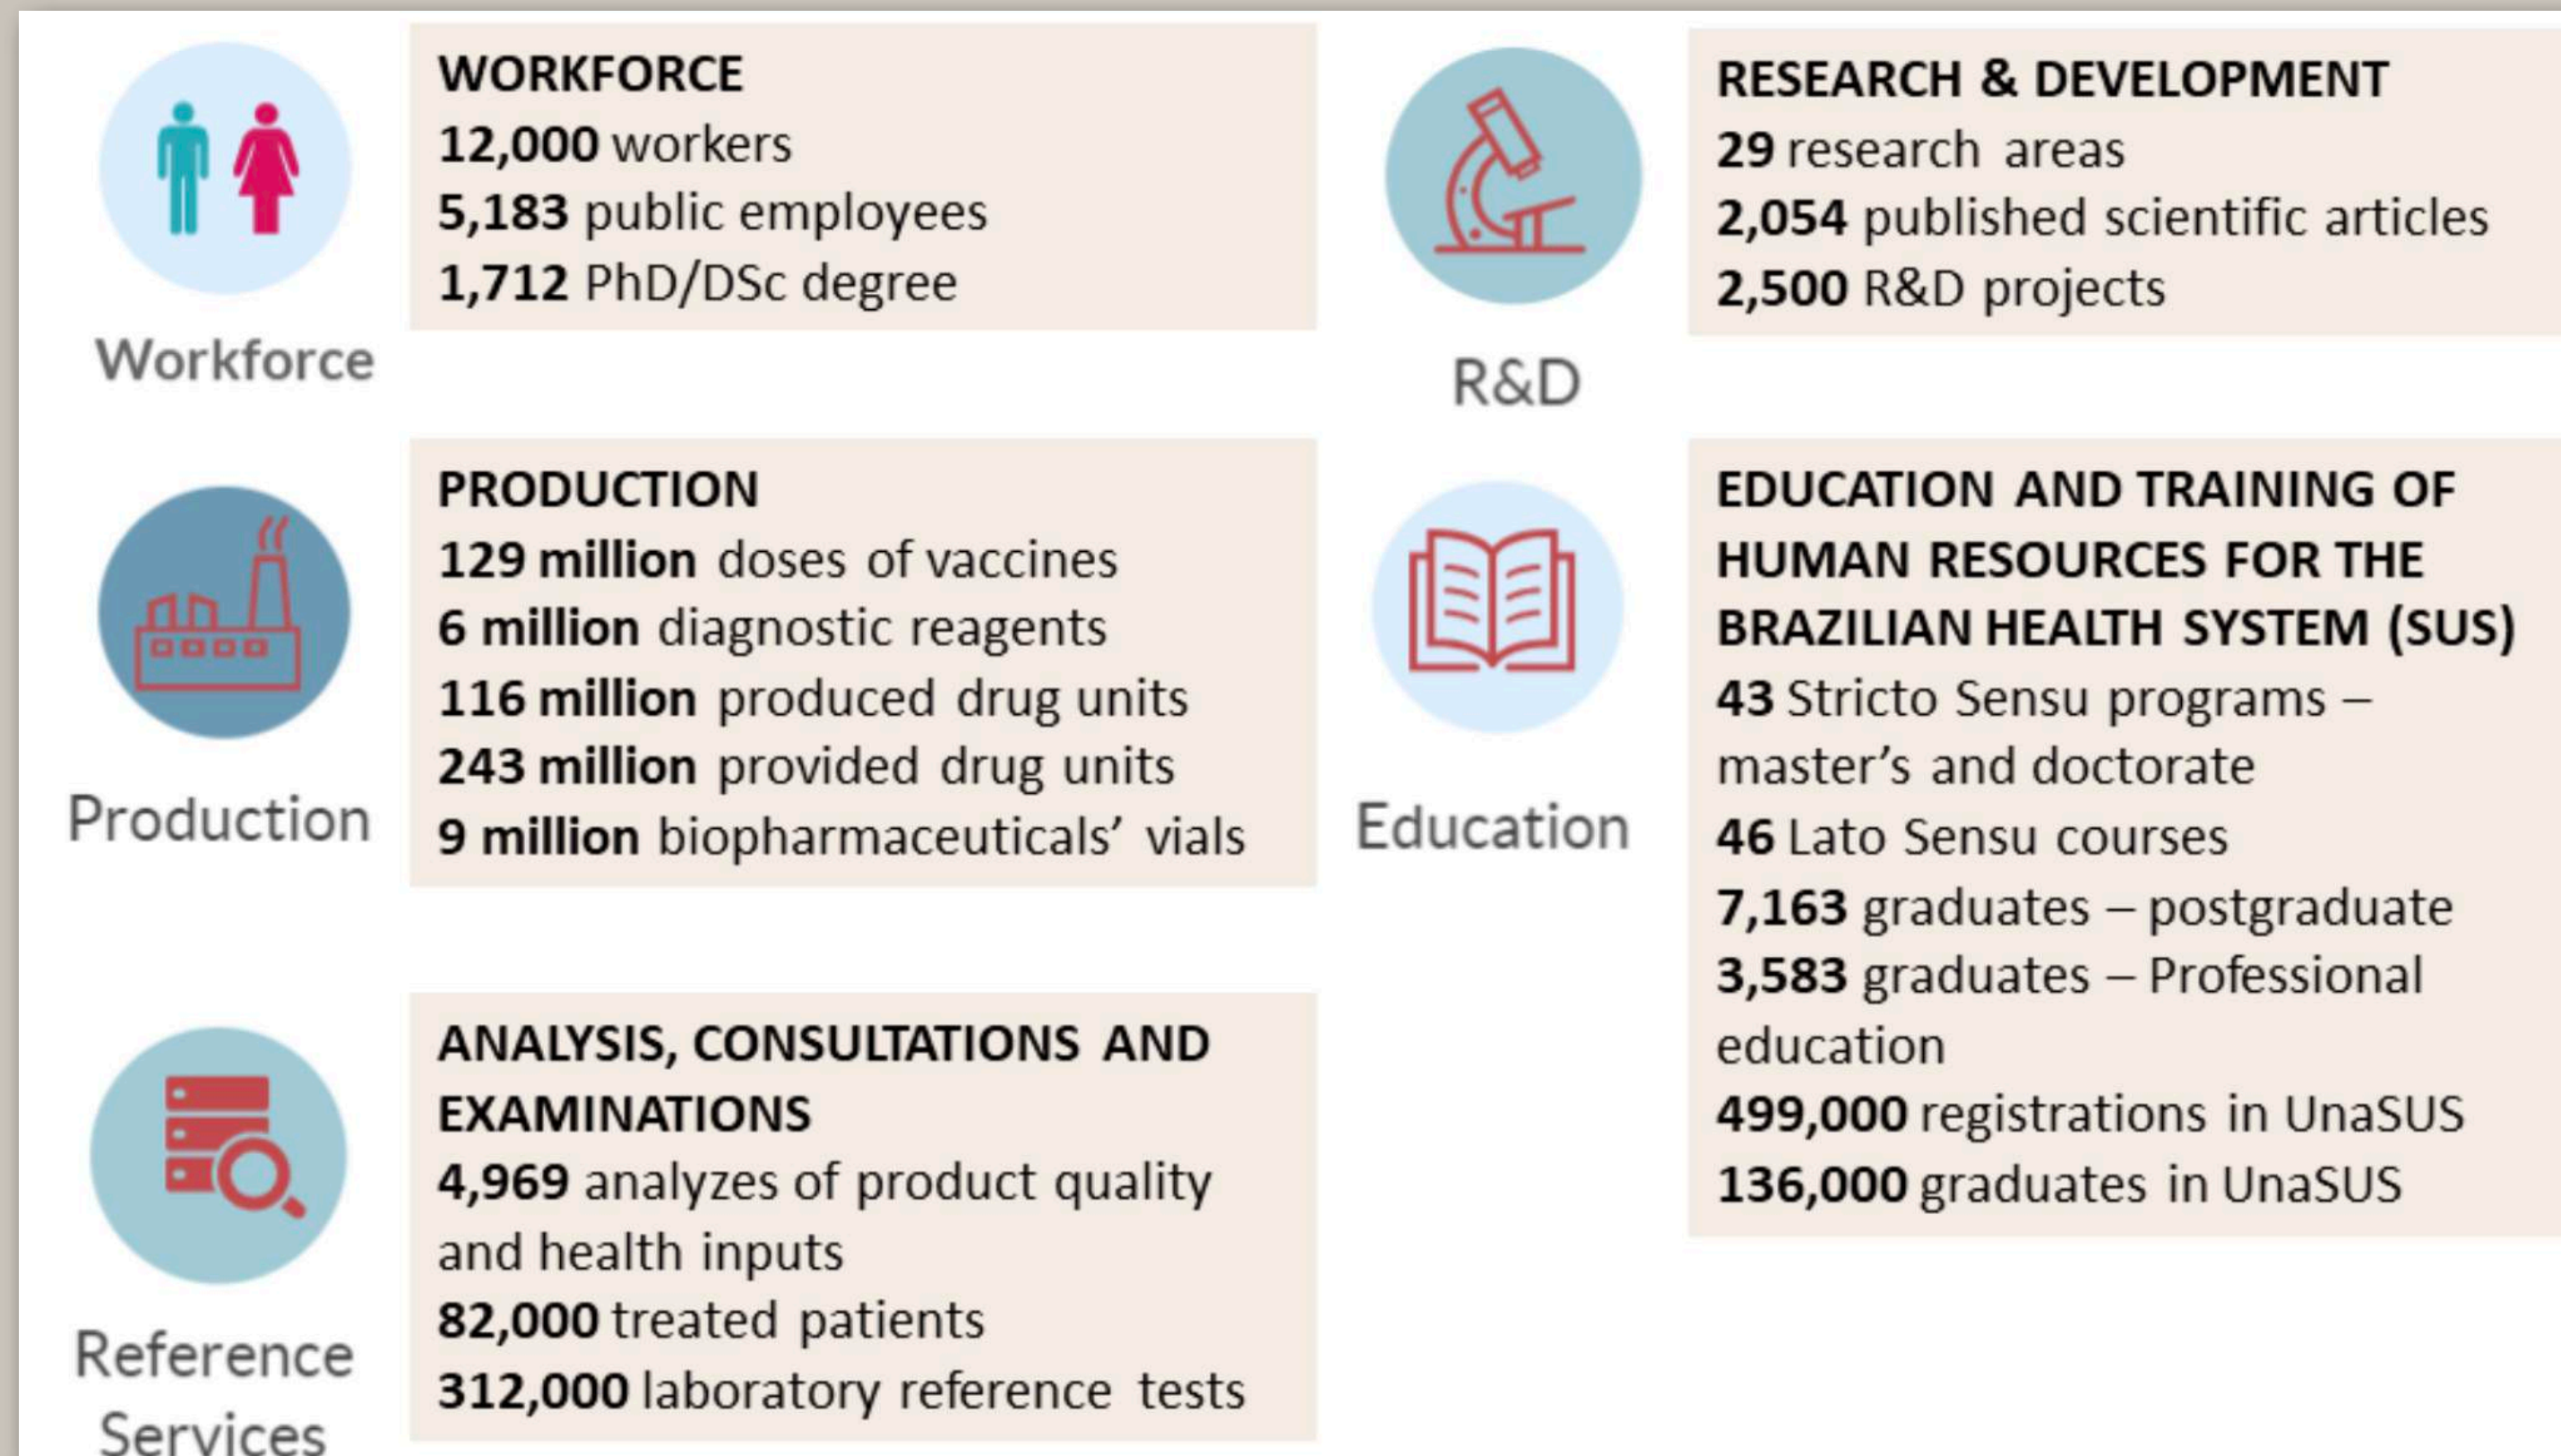 WORKFORCE
12,000 workers
5,183 public employees
1,712 PhD/DSc degree
Workforce
RESEARCH & DEVELOPMENT
29 research areas
2,054 published scientific articles
2,500 R&D projects
R&D
PRODUCTION
129 million doses of vaccines
6 million diagnostic reagents
116 million produced drug units
243 million provided drug units
9 million biopharmaceuticals’ vials
Production
EDUCATION AND TRAINING OF
HUMAN RESOURCES FOR THE
BRAZILIAN HEALTH SYSTEM (SUS)
43 Stricto Sensu programs –
master’s and doctorate
46 Lato Sensu courses
7,163 graduates – postgraduate
3,583 graduates – Professional
education
499,000 registrations in UnaSUS
136,000 graduates in UnaSUS
Education
ANALYSIS, CONSULTATIONS AND
EXAMINATIONS
4,969 analyzes of product quality
and health inputs
82,000 treated patients
312,000 laboratory reference tests
Reference
Services